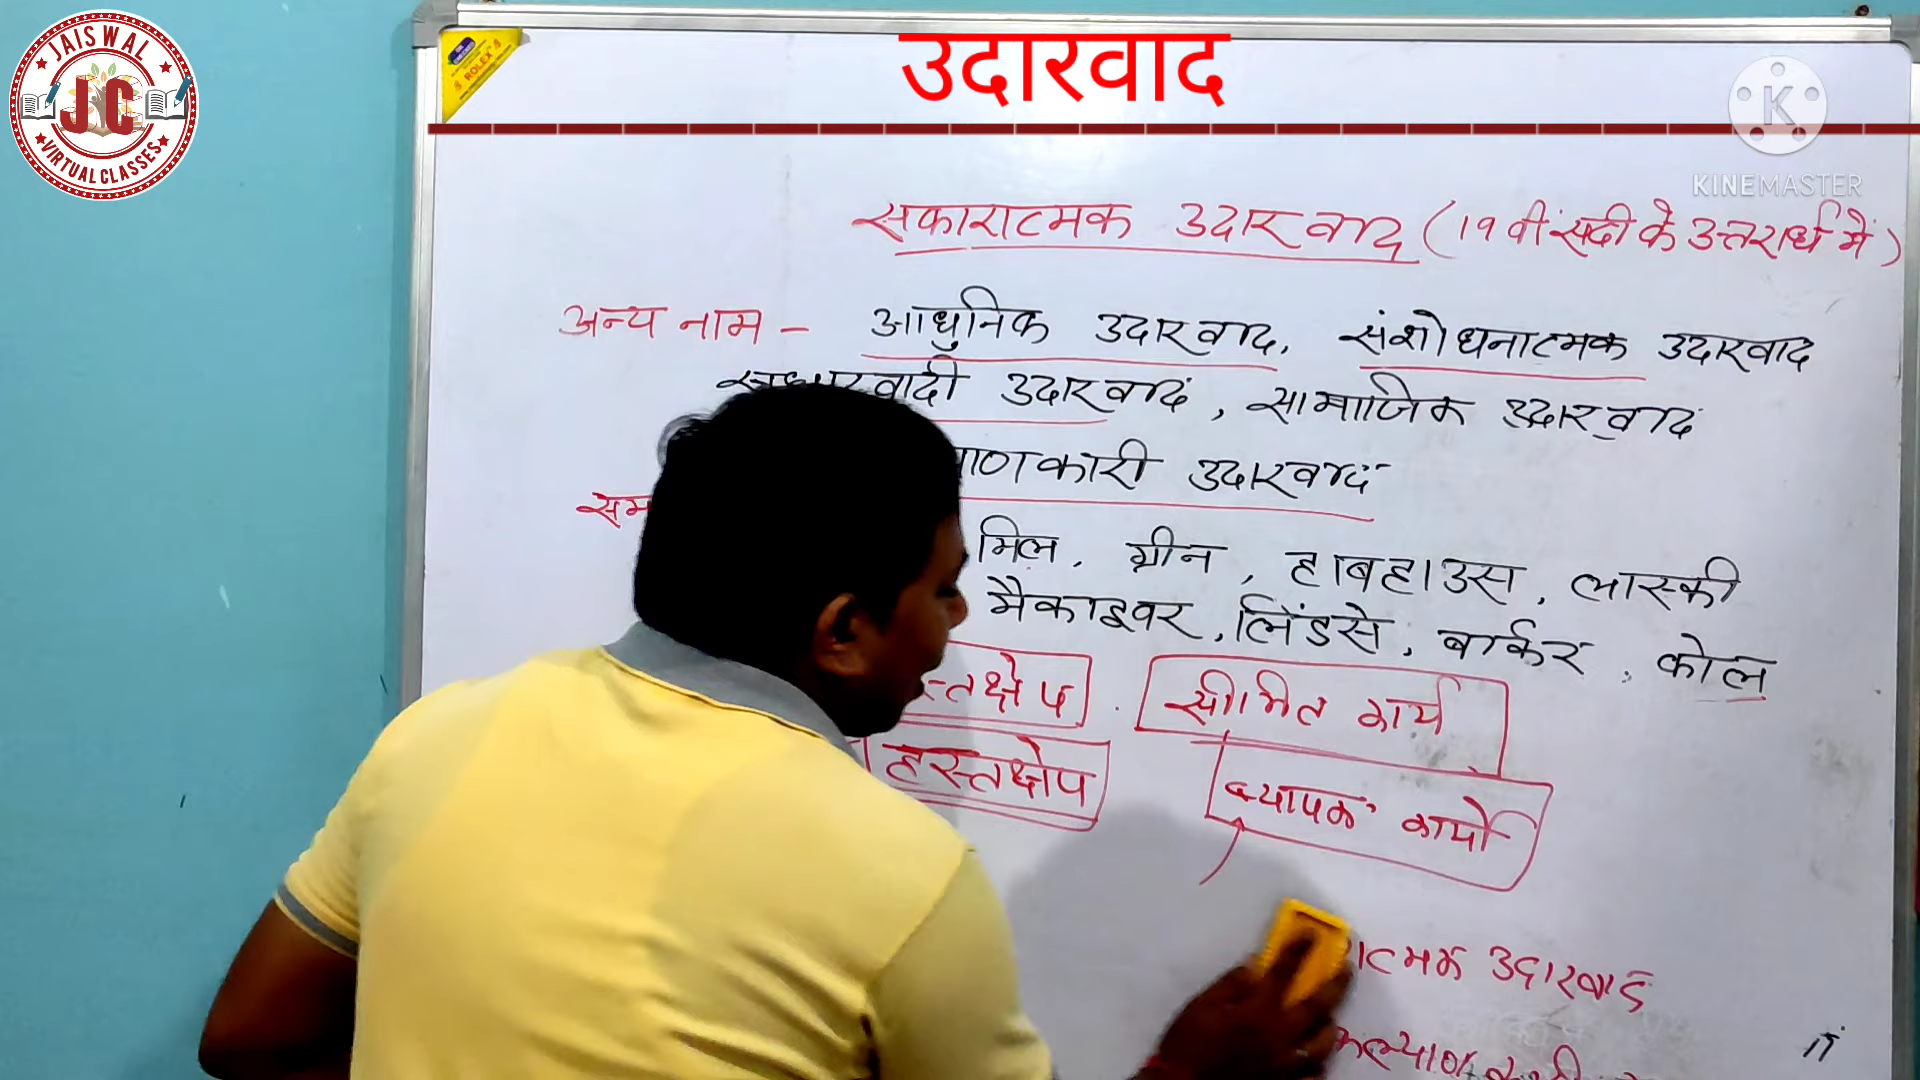 JAISWAL
JC
VIRTUAL CLASSES
ROLEX
उदारवाद
KINEMASTER
सकारात्मक उदारवाद (19 वीं सदी के उत्तरार्ध में)
अन्य नाम - आधुनिक उदारवाद, संशोधनात्मक उदारवाद
उदारवाद, सामाजिक उदारवाद
उदारवाद
मिल, ग्रीन, हाबहाउस, लास्की
मैकाइवर, लिंडसे, बार्कर, कोल
सीमित कार्य
हस्तक्षेप
व्यापक कार्यो
उदारवाद